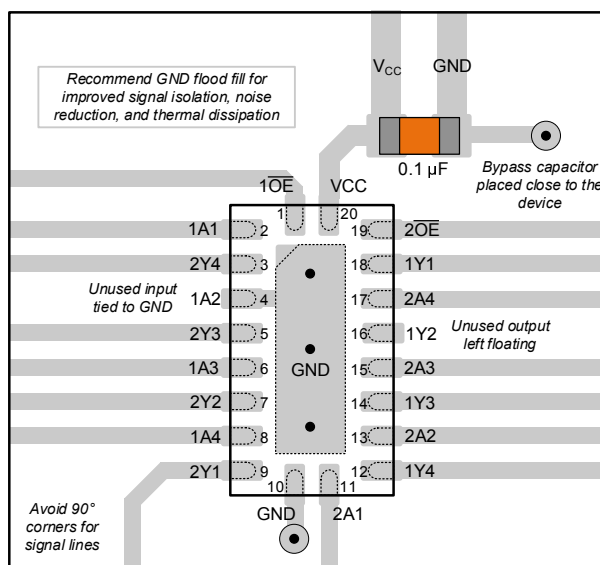 V_CC GND
Recommend GND flood fill for
improved signal isolation, noise
reduction, and thermal dissipation
0.1 µF
Bypass capacitor
placed close to the
device
1O̅E̅ VCC
1 20
1A1 2 19 2O̅E̅
2Y4 3 18 1Y1
Unused input
tied to GND
1A2 4 17 2A4
2Y3 5 16 1Y2
Unused output
left floating
GND
1A3 6 15 2A3
2Y2 7 14 1Y3
1A4 8 13 2A2
2Y1 9 12 1Y4
10 11
GND 2A1
Avoid 90°
corners for
signal lines